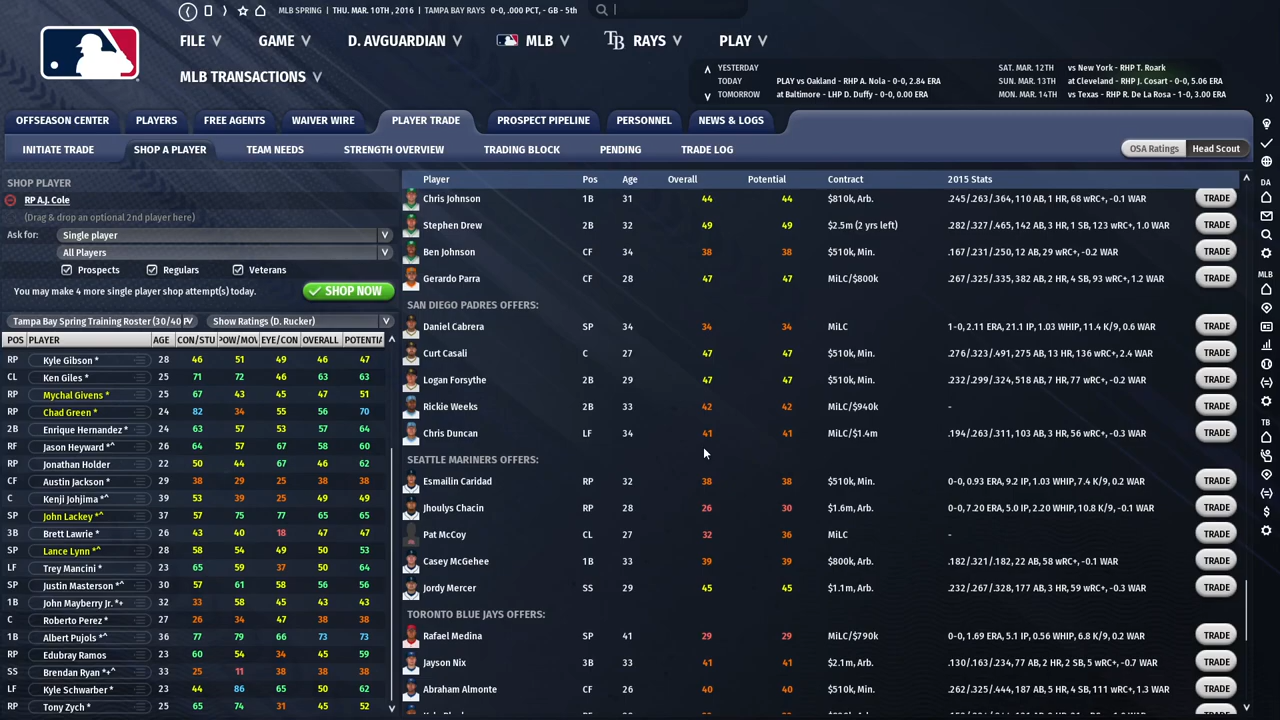 MLB SPRING | THU. MAR. 10TH , 2016 | TAMPA BAY RAYS 0-0, .000 PCT, - GB - 5th
FILE GAME D. AVGUARDIAN MLB RAYS PLAY
MLB TRANSACTIONS
YESTERDAY
TODAY PLAY vs Oakland - RHP A. Nola - 0-0, 2.84 ERA
TOMORROW at Baltimore - LHP D. Duffy - 0-0, 0.00 ERA
SAT. MAR. 12TH vs New York - RHP T. Roark
SUN. MAR. 13TH at Cleveland - RHP J. Cosart - 0-0, 5.06 ERA
MON. MAR. 14TH vs Texas - RHP R. De La Rosa - 1-0, 3.00 ERA
OFFSEASON CENTER PLAYERS FREE AGENTS WAIVER WIRE PLAYER TRADE PROSPECT PIPELINE PERSONNEL NEWS & LOGS
INITIATE TRADE SHOP A PLAYER TEAM NEEDS STRENGTH OVERVIEW TRADING BLOCK PENDING TRADE LOG OSA Ratings Head Scout
SHOP PLAYER
RP A.J. Cole
(Drag & drop an optional 2nd player here)
Ask for: Single player
All Players
Prospects Regulars Veterans
You may make 4 more single player shop attempt(s) today. SHOP NOW
Tampa Bay Spring Training Roster (30/40 Show Ratings (D. Rucker)
POS PLAYER AGE CON/STU POW/MOV EYE/CON OVERALL POTENTIA
RP Kyle Gibson * 28 46 51 49 46 47
CL Ken Giles * 25 71 72 46 63 63
RP Mychal Givens * 25 67 43 45 47 51
RP Chad Green * 24 82 34 55 56 70
2B Enrique Hernandez * 24 63 57 53 57 64
RF Jason Heyward *^ 26 64 57 67 58 60
RP Jonathan Holder 22 50 44 67 46 62
CF Austin Jackson * 29 38 29 25 38 38
C Kenji Johjima *^ 39 53 39 25 49 49
SP John Lackey *^ 37 57 75 77 65 65
3B Brett Lawrie * 26 43 40 18 47 47
SP Lance Lynn *^ 28 58 54 49 50 53
LF Trey Mancini * 23 65 59 37 50 64
SP Justin Masterson *^ 30 57 61 58 56 56
1B John Mayberry Jr. *+ 32 33 58 45 43 43
C Roberto Perez * 27 26 34 47 38 38
1B Albert Pujols *^ 36 77 79 66 73 73
RP Edubray Ramos 23 60 54 34 45 59
SS Brendan Ryan *+^ 33 25 11 38 38 38
LF Kyle Schwarber * 23 44 86 65 50 62
RP Tony Zych * 25 65 74 31 45 52
Player Pos Age Overall Potential Contract 2015 Stats
Chris Johnson 1B 31 44 44 $810k, Arb. .245/.263/.364, 110 AB, 1 HR, 68 wRC+, -0.1 WAR TRADE
Stephen Drew 2B 32 49 49 $2.5m (2 yrs left) .282/.327/.465, 142 AB, 3 HR, 1 SB, 123 wRC+, 1.0 WAR TRADE
Ben Johnson CF 34 38 38 $510k, Min. .167/.231/.250, 12 AB, 29 wRC+, -0.2 WAR TRADE
Gerardo Parra CF 28 47 47 MiLC/$800k .267/.325/.335, 382 AB, 2 HR, 4 SB, 93 wRC+, 1.2 WAR TRADE
SAN DIEGO PADRES OFFERS:
Daniel Cabrera SP 34 34 34 MiLC 1-0, 2.11 ERA, 21.1 IP, 1.03 WHIP, 11.4 K/9, 0.6 WAR TRADE
Curt Casali C 27 47 47 $510k, Min. .276/.323/.491, 275 AB, 13 HR, 136 wRC+, 2.4 WAR TRADE
Logan Forsythe 2B 29 47 47 $510k, Min. .232/.299/.324, 518 AB, 7 HR, 77 wRC+, -0.2 WAR TRADE
Rickie Weeks 2B 33 42 42 MiLC/$940k - TRADE
Chris Duncan LF 34 41 41 MiLC/$1.4m .194/.263/.311, 103 AB, 3 HR, 56 wRC+, -0.3 WAR TRADE
SEATTLE MARINERS OFFERS:
Esmailin Caridad RP 32 38 38 $510k, Min. 0-0, 0.93 ERA, 9.2 IP, 1.03 WHIP, 7.4 K/9, 0.2 WAR TRADE
Jhoulys Chacin RP 28 26 30 $1.6m, Arb. 0-0, 7.20 ERA, 5.0 IP, 2.20 WHIP, 10.8 K/9, -0.1 WAR TRADE
Pat McCoy CL 27 32 36 MiLC - TRADE
Casey McGehee 1B 33 39 39 $800k, Arb. .182/.321/.182, 22 AB, 58 wRC+, -0.1 WAR TRADE
Jordy Mercer SS 29 45 45 $1.1m, Arb. .232/.267/.38, 177 AB, 3 HR, 59 wRC+, -0.3 WAR TRADE
TORONTO BLUE JAYS OFFERS:
Rafael Medina SP 41 29 29 MiLC/$790k 0-0, 1.69 ERA, 5.1 IP, 0.56 WHIP, 6.8 K/9, 0.2 WAR TRADE
Jayson Nix 33 41 41 Arb. 77 AB, 2 HR, 2 SB, 5 wRC+, -0.7 WAR TRADE
Abraham Almonte CF 26 40 40 $510k, Min. .262/.325/.444, 187 AB, 5 HR, 4 SB, 111 wRC+, 1.3 WAR TRADE